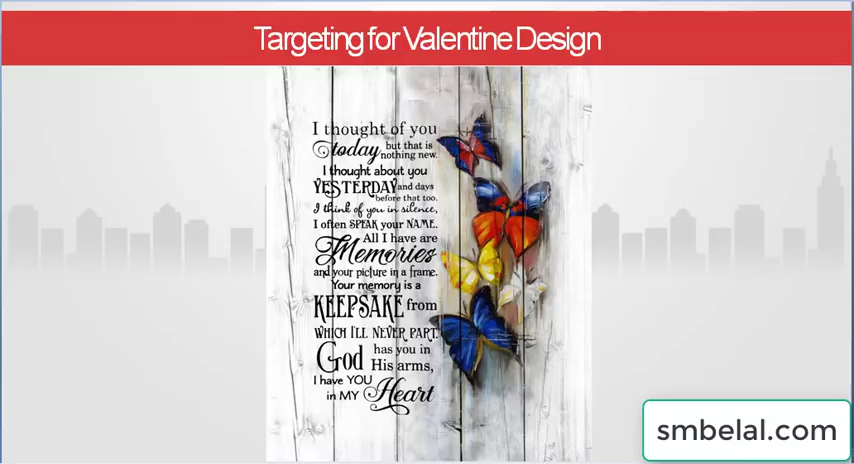 Targeting for Valentine Design
I thought of you
today, but that is
nothing new.
I thought about you
YESTERDAY and days
before that too.
I think of you in silence,
I often SPEAK your NAME.
All I have are
Memories
and your picture in a frame.
Your memory is a
KEEPSAKE from
WHICH I'LL NEVER PART.
God has you in
His arms,
I have YOU
in MY Heart
smbelal.com